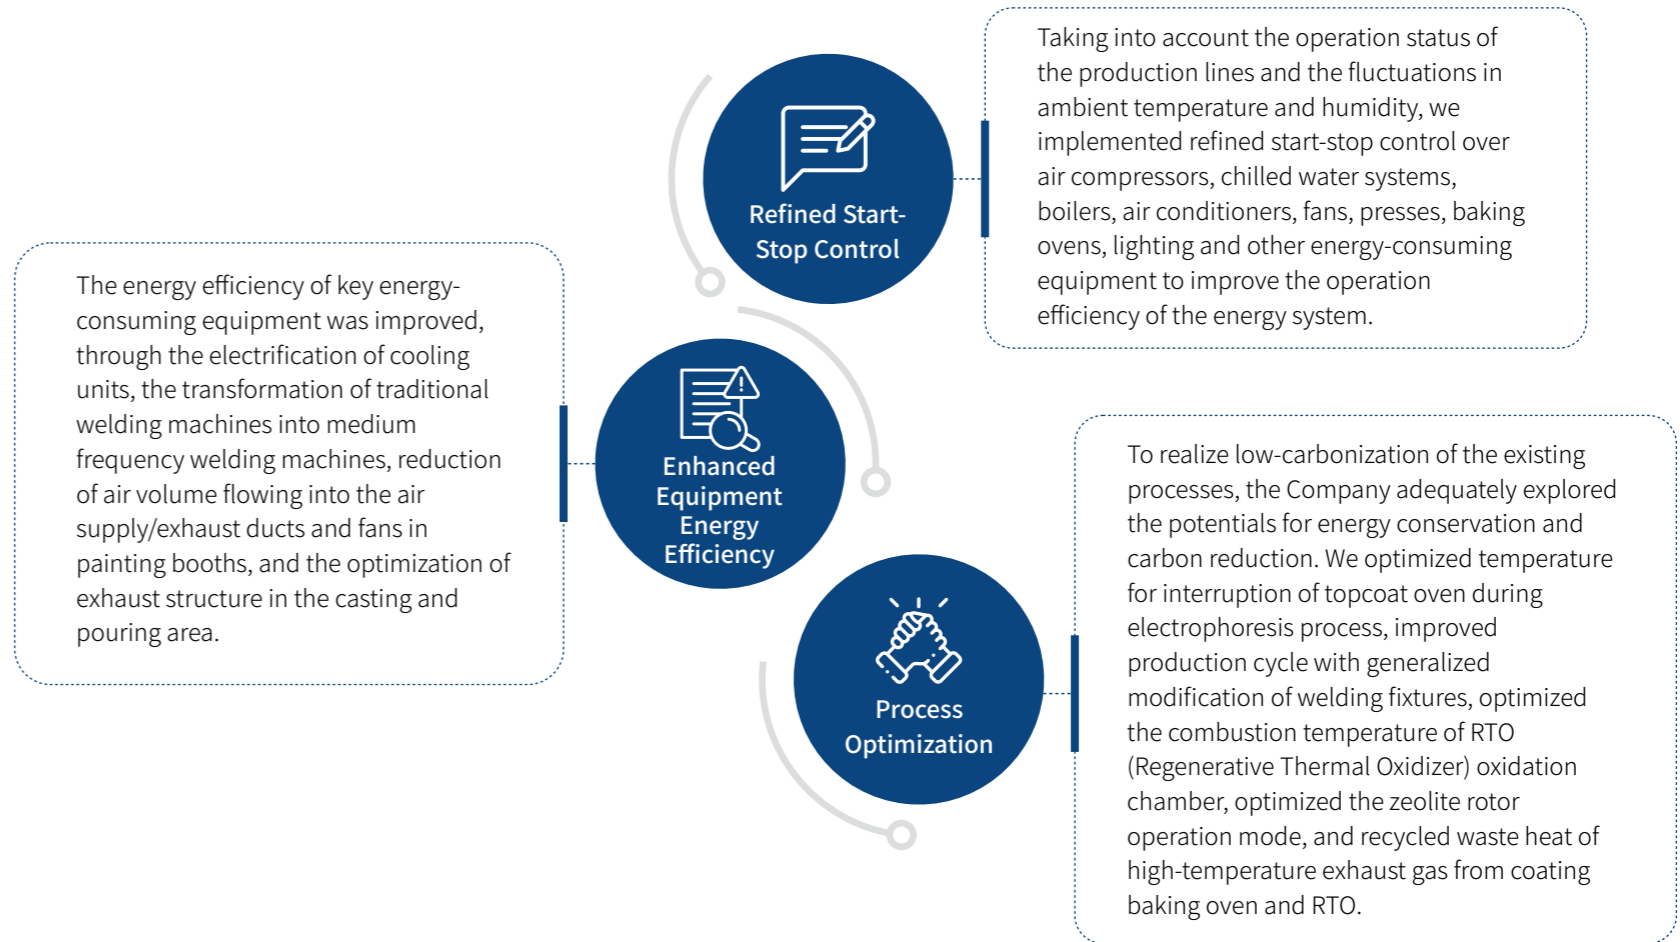 Refined Start-
Stop Control
Taking into account the operation status of
the production lines and the fluctuations in
ambient temperature and humidity, we
implemented refined start-stop control over
air compressors, chilled water systems,
boilers, air conditioners, fans, presses, baking
ovens, lighting and other energy-consuming
equipment to improve the operation
efficiency of the energy system.
The energy efficiency of key energy-
consuming equipment was improved,
through the electrification of cooling
units, the transformation of traditional
welding machines into medium
frequency welding machines, reduction
of air volume flowing into the air
supply/exhaust ducts and fans in
painting booths, and the optimization of
exhaust structure in the casting and
pouring area.
Enhanced
Equipment
Energy
Efficiency
Process
Optimization
To realize low-carbonization of the existing
processes, the Company adequately explored
the potentials for energy conservation and
carbon reduction. We optimized temperature
for interruption of topcoat oven during
electrophoresis process, improved
production cycle with generalized
modification of welding fixtures, optimized
the combustion temperature of RTO
(Regenerative Thermal Oxidizer) oxidation
chamber, optimized the zeolite rotor
operation mode, and recycled waste heat of
high-temperature exhaust gas from coating
baking oven and RTO.